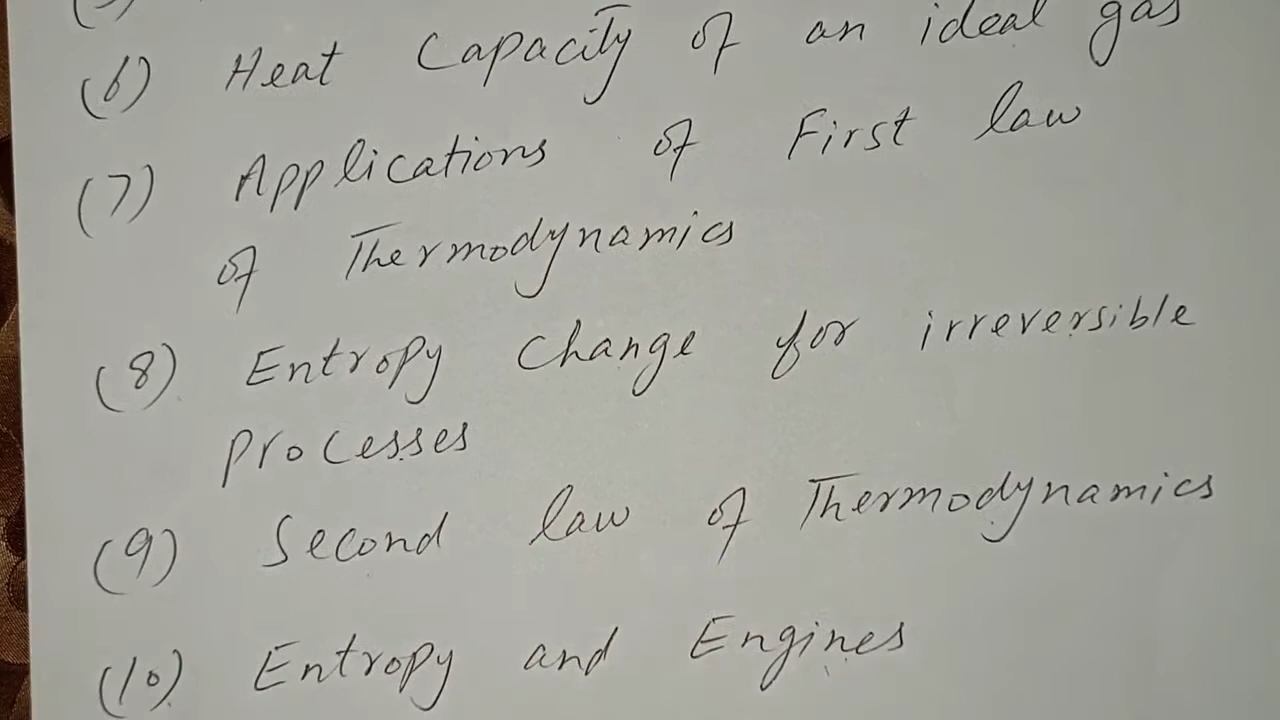 (6) Heat Capacity of an ideal gas
(7) Applications of First law
of Thermodynamics
(8) Entropy Change for irreversible
processes
(9) Second law of Thermodynamics
(10) Entropy and Engines